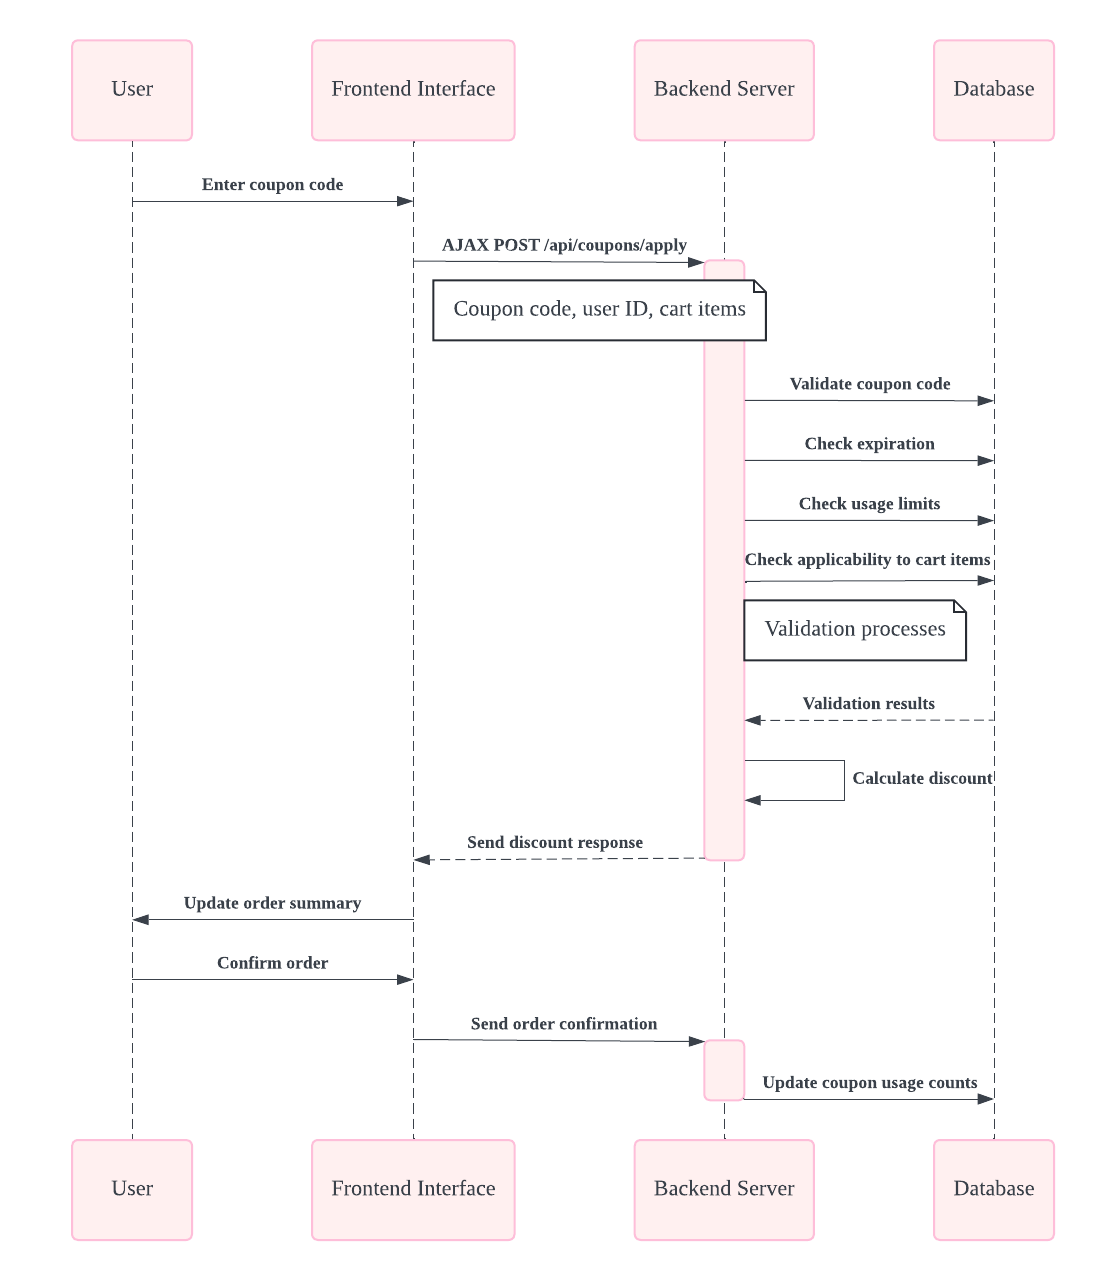 User
Frontend Interface
Backend Server
Database
Enter coupon code
AJAX POST /api/coupons/apply
Coupon code, user ID, cart items
Validate coupon code
Check expiration
Check usage limits
Check applicability to cart items
Validation processes
Validation results
Calculate discount
Send discount response
Update order summary
Confirm order
Send order confirmation
Update coupon usage counts
User
Frontend Interface
Backend Server
Database